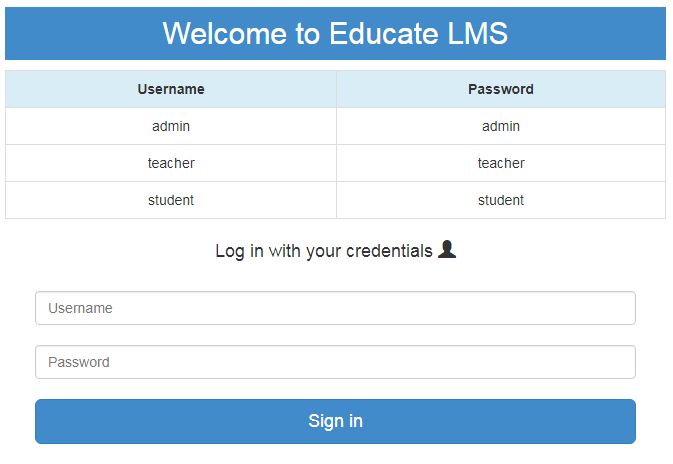 Welcome to Educate LMS
Username Password
admin admin
teacher teacher
student student
Log in with your credentials
Username
Password
Sign in